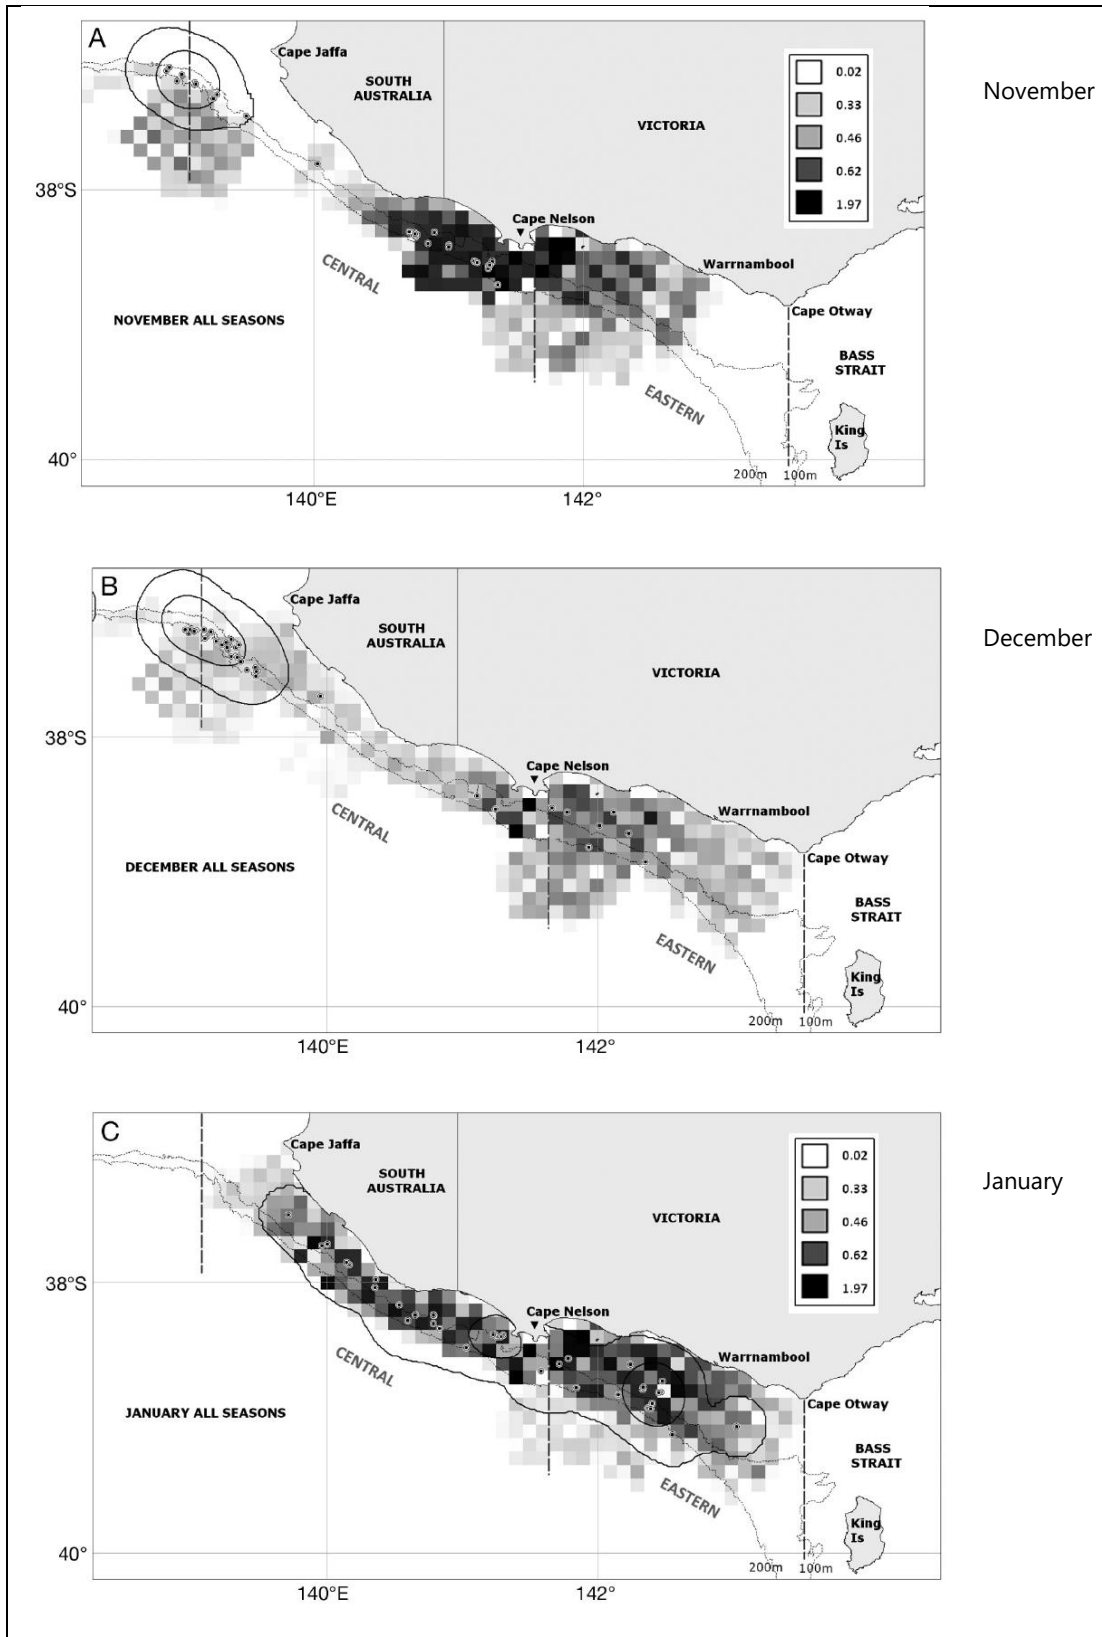 A
Cape Jaffa
SOUTH
AUSTRALIA
VICTORIA
0.02
0.33
0.46
0.62
1.97
November
38°S
Cape Nelson
Warrnambool
CENTRAL
NOVEMBER ALL SEASONS
Cape Otway
BASS
STRAIT
EASTERN
King
Is
40°
200m 100m
140°E
142°
B
Cape Jaffa
SOUTH
AUSTRALIA
VICTORIA
December
38°S
Cape Nelson
Warrnambool
CENTRAL
DECEMBER ALL SEASONS
Cape Otway
BASS
STRAIT
EASTERN
King
Is
40°
200m 100m
140°E
142°
C
Cape Jaffa
SOUTH
AUSTRALIA
VICTORIA
0.02
0.33
0.46
0.62
1.97
January
38°S
Cape Nelson
Warrnambool
CENTRAL
JANUARY ALL SEASONS
Cape Otway
BASS
STRAIT
EASTERN
King
Is
40°
200m 100m
140°E
142°